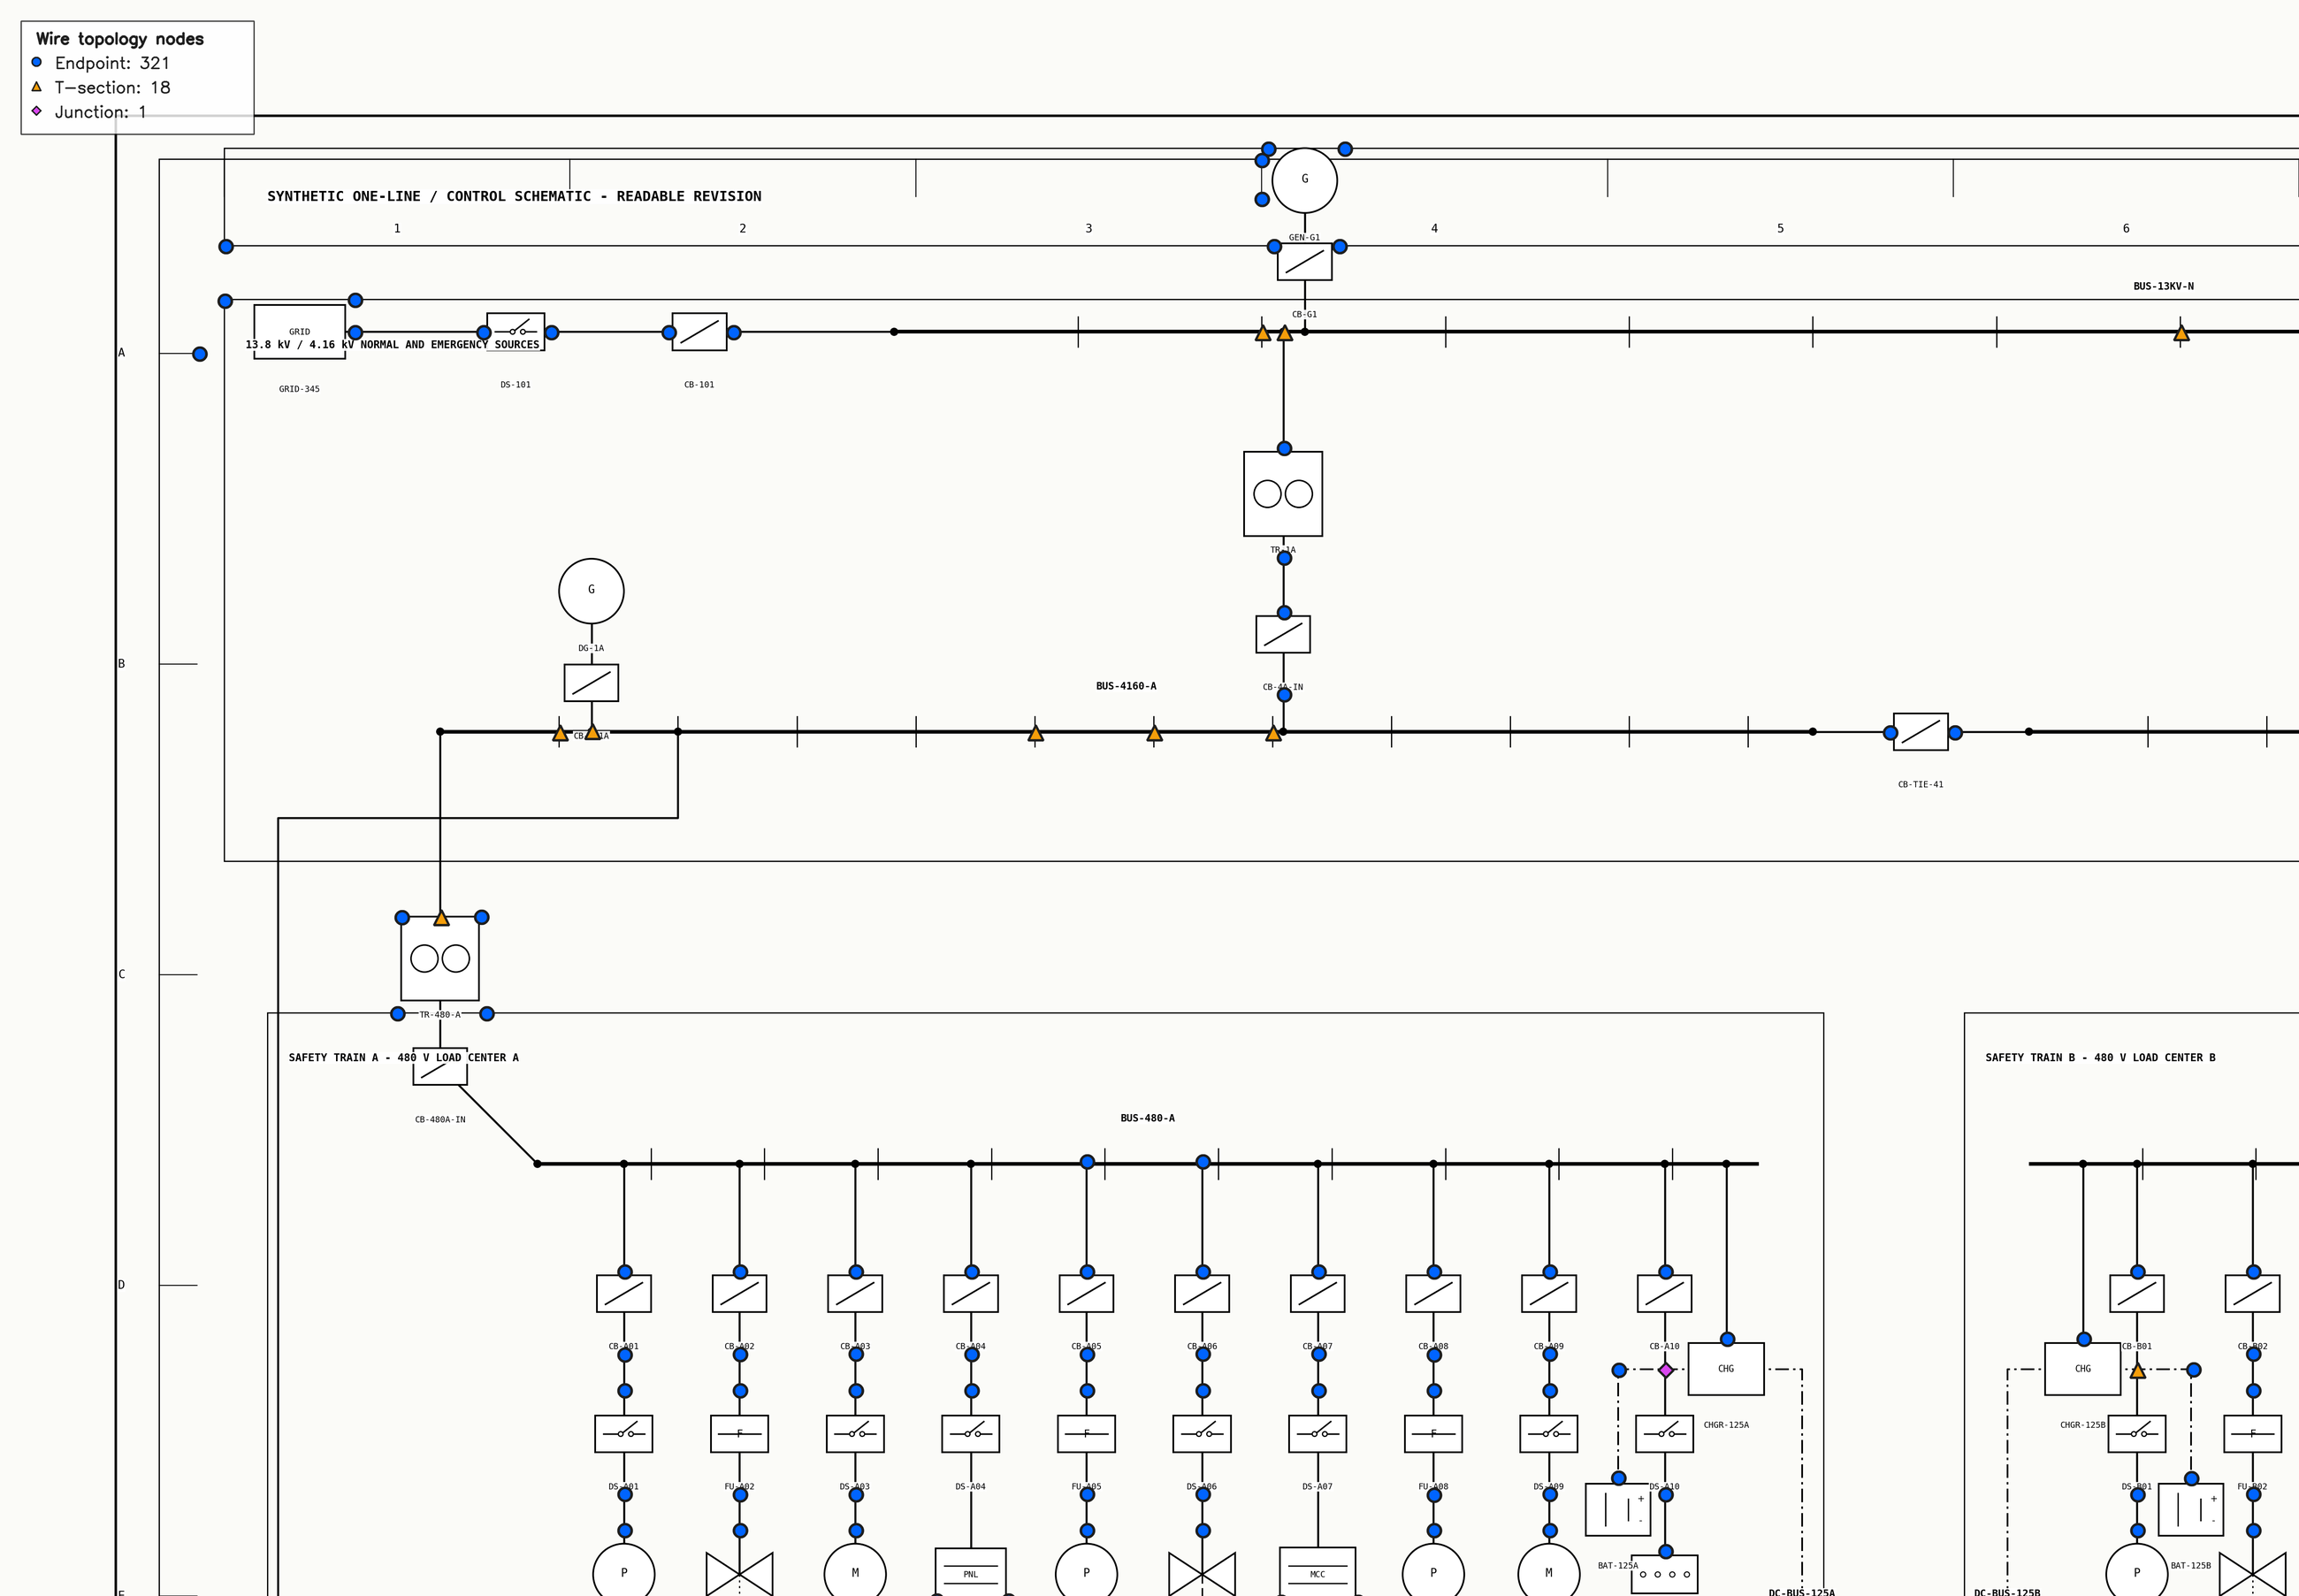 Wire topology nodes
Endpoint: 321
T-section: 18
Junction: 1
G
SYNTHETIC ONE-LINE / CONTROL SCHEMATIC - READABLE REVISION
1 2 3 4 5 6
GEN-G1
BUS-13KV-N
CB-G1
GRID
A
13.8 kV / 4.16 kV NORMAL AND EMERGENCY SOURCES
GRID-345 DS-101 CB-101
TR-1A
G
DG-1A
B
BUS-4160-A
CB-4A-IN
CB-TIE-41
C
TR-480-A
SAFETY TRAIN A - 480 V LOAD CENTER A
SAFETY TRAIN B - 480 V LOAD CENTER B
CB-480A-IN
BUS-480-A
D
CB-A01 CB-A02 CB-A03 CB-A04 CB-A05 CB-A06 CB-A07 CB-A08 CB-A09 CB-A10 CB-B01 CB-B02
CHG CHG
CHGR-125A CHGR-125B
F F F F
DS-A01 FU-A02 DS-A03 DS-A04 FU-A05 DS-A06 DS-A07 FU-A08 DS-A09 DS-A10 DS-B01 FU-B02
+ +
- -
BAT-125A BAT-125B
P M PNL P MCC P M P
DC-BUS-125A DC-BUS-125B